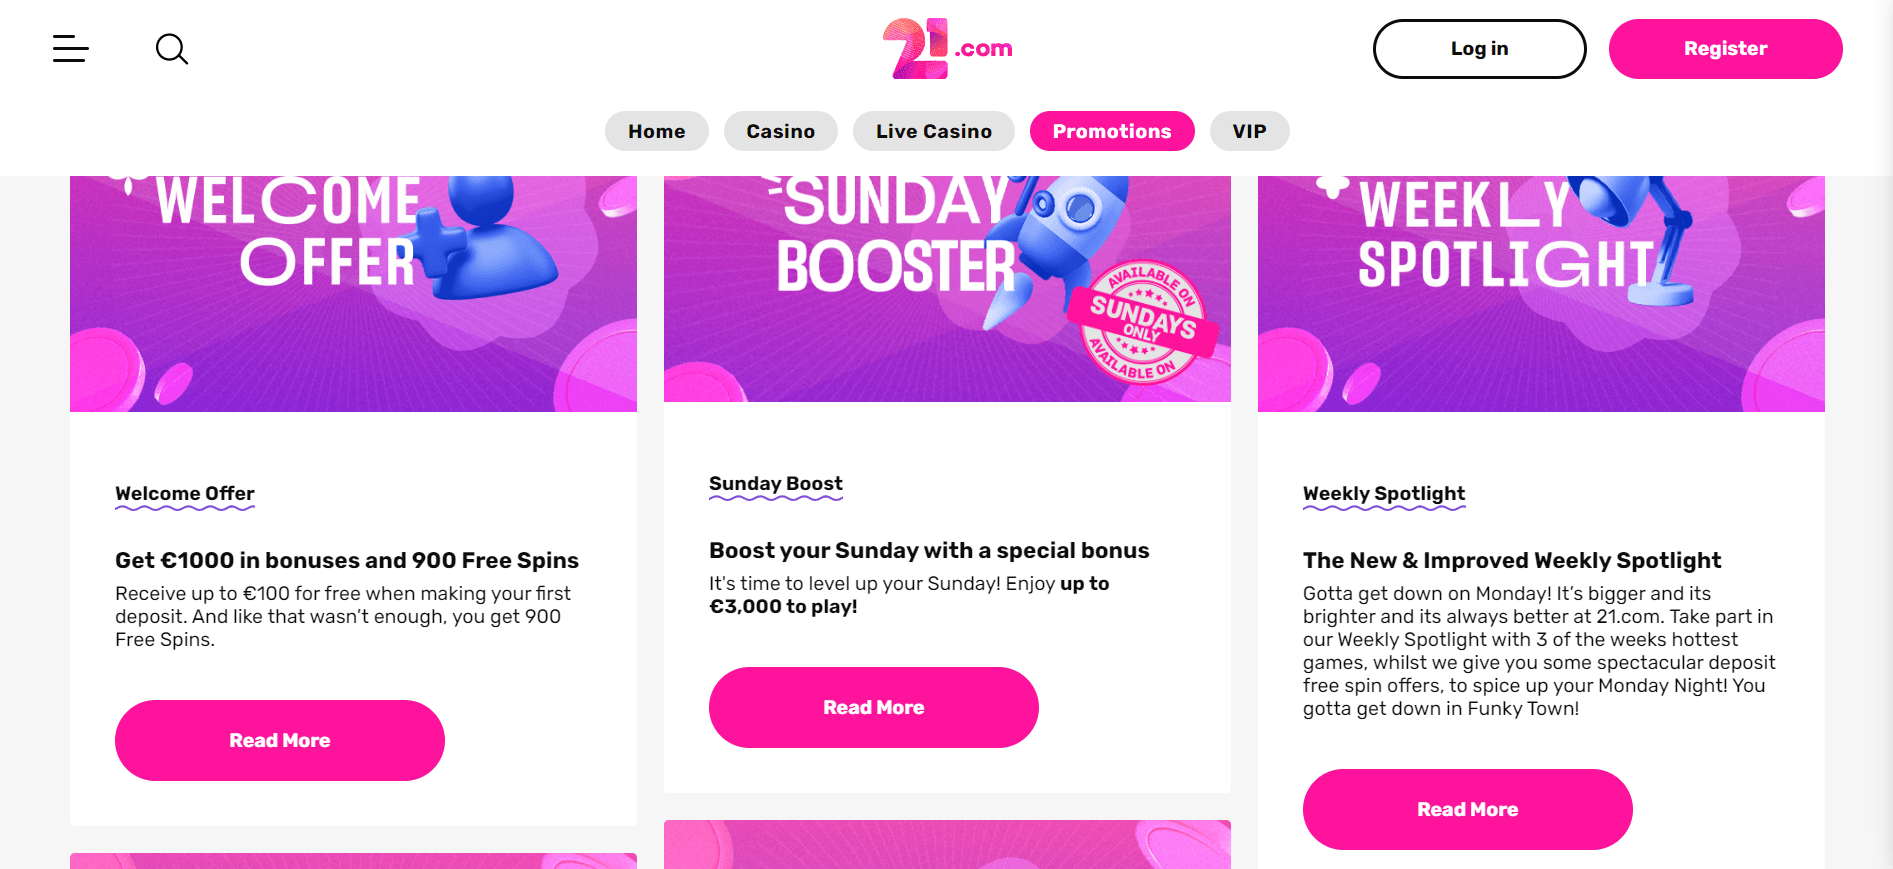 21.com
Log in
Register
Home
Casino
Live Casino
Promotions
VIP
WELCOME
OFFER
SUNDAY
BOOSTER
AVAILABLE ON
SUNDAYS
ONLY
AVAILABLE ON
WEEKLY
SPOTLIGHT
Welcome Offer
Get €1000 in bonuses and 900 Free Spins
Receive up to €100 for free when making your first
deposit. And like that wasn’t enough, you get 900
Free Spins.
Read More
Sunday Boost
Boost your Sunday with a special bonus
It's time to level up your Sunday! Enjoy up to
€3,000 to play!
Read More
Weekly Spotlight
The New & Improved Weekly Spotlight
Gotta get down on Monday! It’s bigger and its
brighter and its always better at 21.com. Take part in
our Weekly Spotlight with 3 of the weeks hottest
games, whilst we give you some spectacular deposit
free spin offers, to spice up your Monday Night! You
gotta get down in Funky Town!
Read More